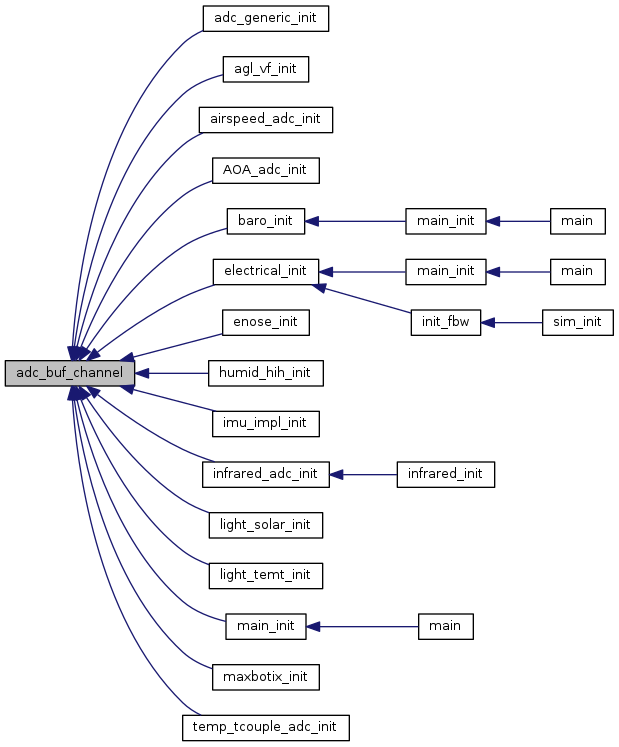 adc_generic_init
agl_vf_init
airspeed_adc_init
AOA_adc_init
baro_init
main_init
main
electrical_init
main_init
main
init_fbw
sim_init
enose_init
adc_buf_channel
humid_hih_init
imu_impl_init
infrared_adc_init
infrared_init
light_solar_init
light_temt_init
main_init
main
maxbotix_init
temp_tcouple_adc_init